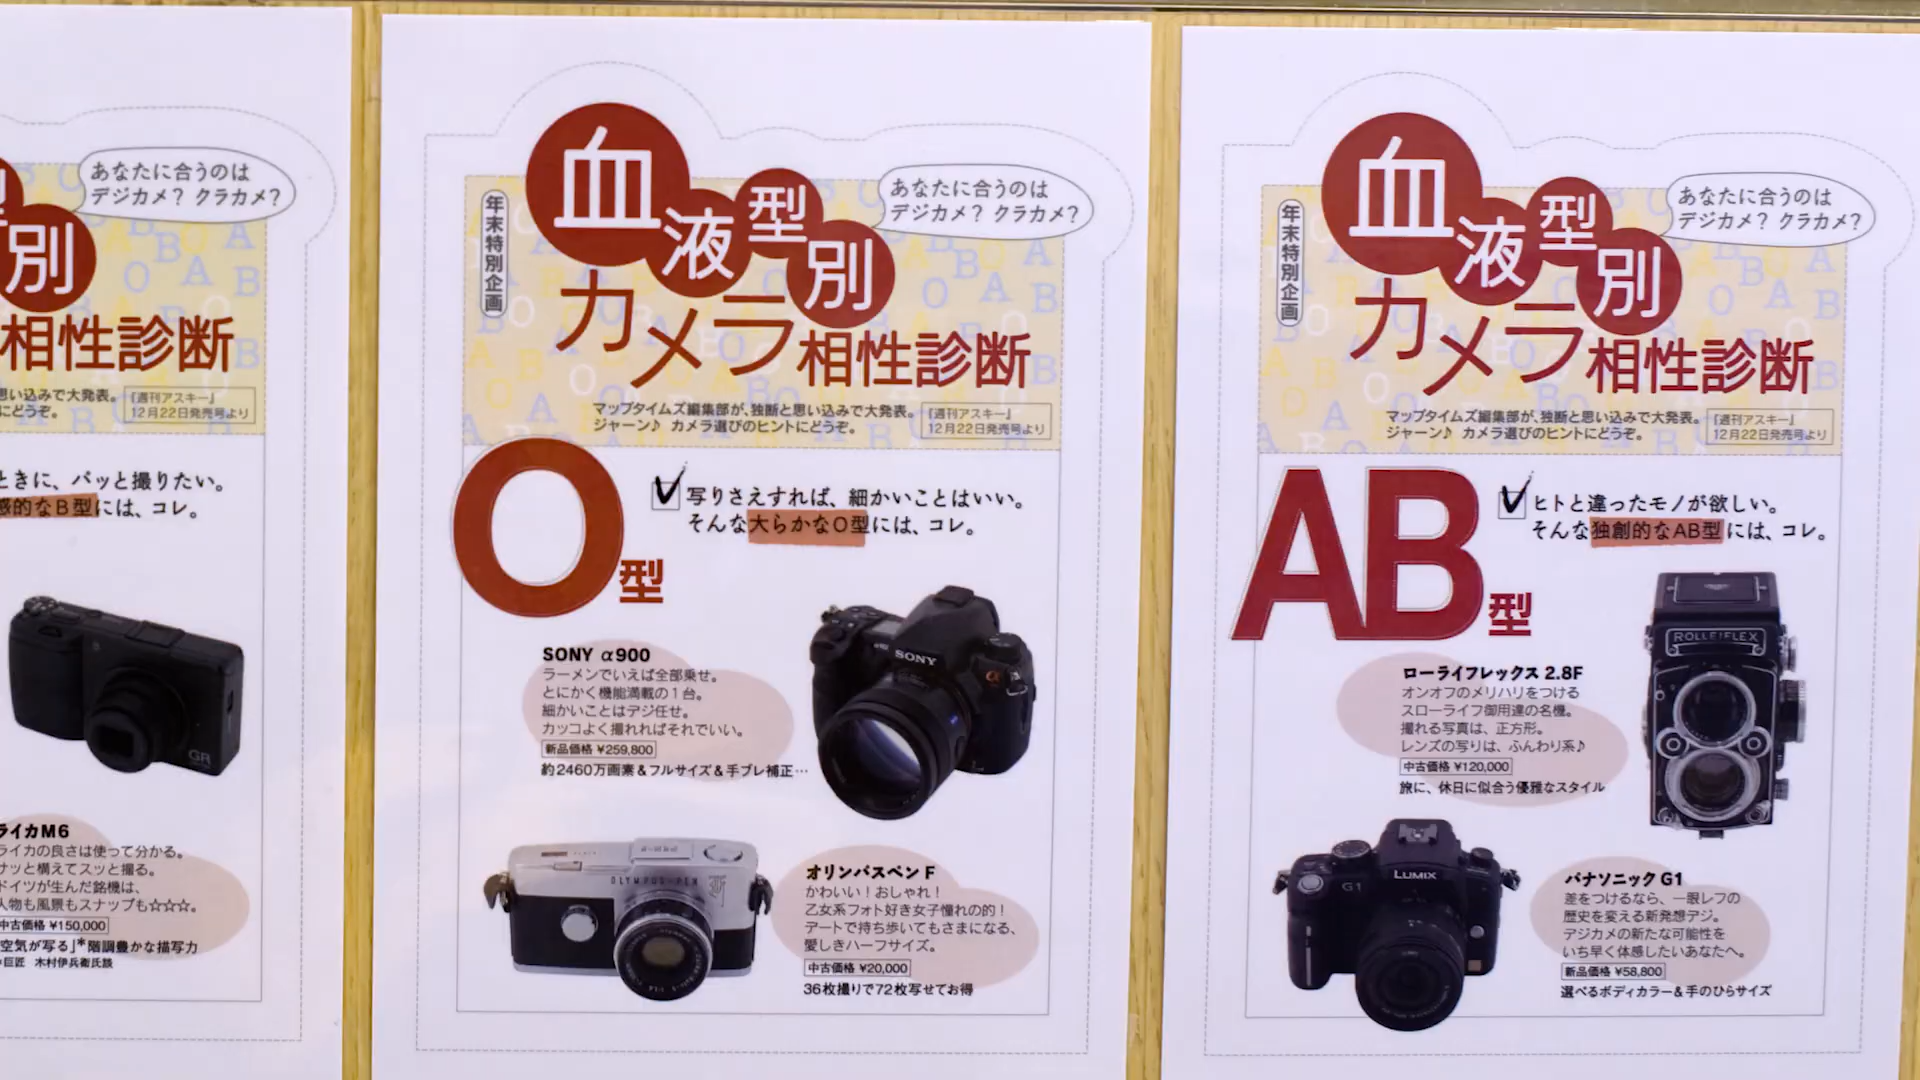 型
別
相性診断
あなたに合うのは
デジカメ? クラカメ?
思い込みで大発表。
にどうぞ。
『週刊アスキー』
12月22日発売号より
ときに、パッと撮りたい。
感的なB型には、コレ。
GR
ライカM6
ライカの良さは使って分かる。
サッと構えてスッと撮る。
ドイツが生んだ銘機は、
人物も風景もスナップも☆☆☆。
中古価格 ¥150,000
空気が写る」*階調豊かな描写力
巨匠 木村伊兵衛氏談
年末特別企画
血液型別
カメラ相性診断
あなたに合うのは
デジカメ? クラカメ?
マップタイムズ編集部が、独断と思い込みで大発表。
ジャーン♪ カメラ選びのヒントにどうぞ。
『週刊アスキー』
12月22日発売号より
O型
写りさえすれば、細かいことはいい。
そんな大らかなO型には、コレ。
SONY α900
ラーメンでいえば全部乗せ。
とにかく機能満載の1台。
細かいことはデジ任せ。
カッコよく撮れればそれでいい。
新品価格 ¥259,800
約2460万画素&フルサイズ&手ブレ補正…
SONY
α
OLYMPUS-PEN
オリンパスペンF
かわいい!おしゃれ!
乙女系フォト好き女子憧れの的!
デートで持ち歩いてもさまになる、
愛しきハーフサイズ。
中古価格 ¥20,000
36枚撮りで72枚写せてお得
年末特別企画
血液型別
カメラ相性診断
あなたに合うのは
デジカメ? クラカメ?
マップタイムズ編集部が、独断と思い込みで大発表。
ジャーン♪ カメラ選びのヒントにどうぞ。
『週刊アスキー』
12月22日発売号より
AB型
ヒトと違ったモノが欲しい。
そんな独創的なAB型には、コレ。
ローライフレックス 2.8F
オンオフのメリハリをつける
スローライフ御用達の名機。
撮れる写真は、正方形。
レンズの写りは、ふんわり系♪
中古価格 ¥120,000
旅に、休日に似合う優雅なスタイル
ROLLEIFLEX
LUMIX
G1
パナソニック G1
差をつけるなら、一眼レフの
歴史を変える新発想デジ。
デジカメの新たな可能性を
いち早く体感したいあなたへ。
新品価格 ¥58,800
選べるボディカラー&手のひらサイズ